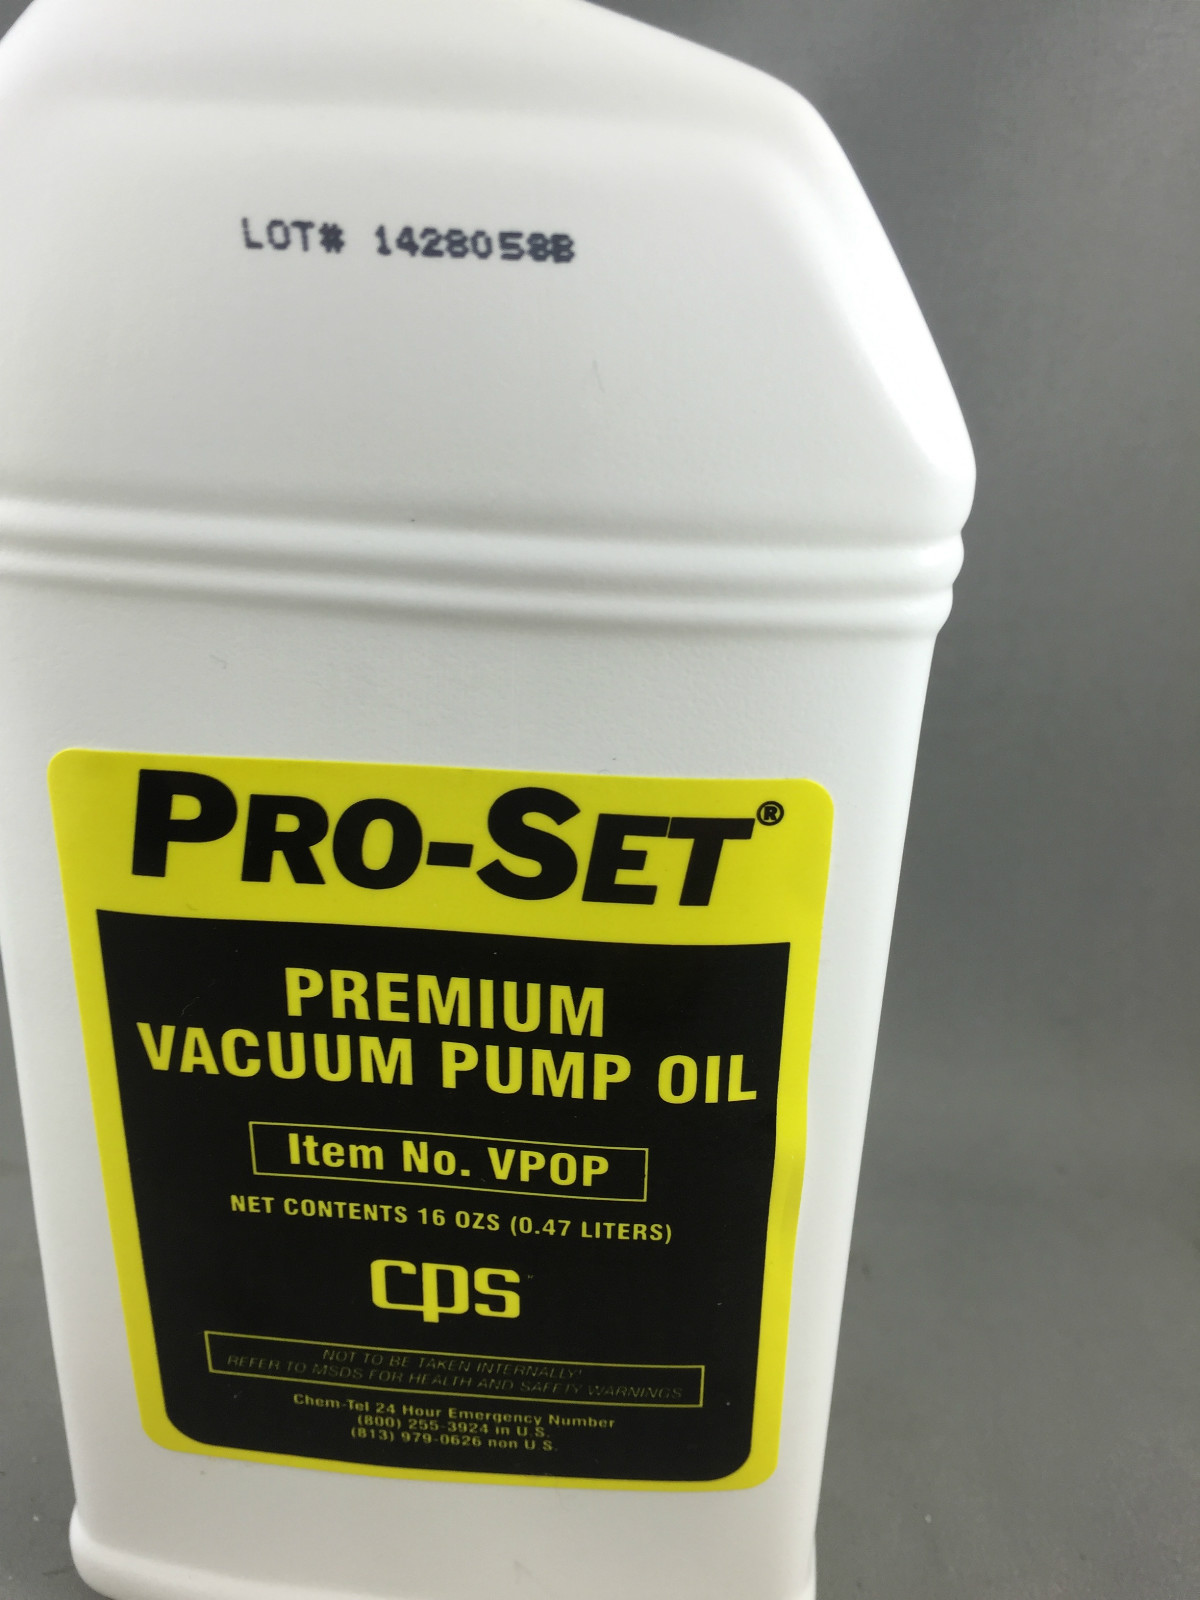 LOT# 1428058B
PRO-SET®
PREMIUM
VACUUM PUMP OIL
Item No. VPOP
NET CONTENTS 16 OZS (0.47 LITERS)
cps
NOT TO BE TAKEN INTERNALLY!
REFER TO MSDS FOR HEALTH AND SAFETY WARNINGS
Chem-Tel 24 Hour Emergency Number
(800) 255-3924 in U.S.
(813) 979-0626 non U.S.